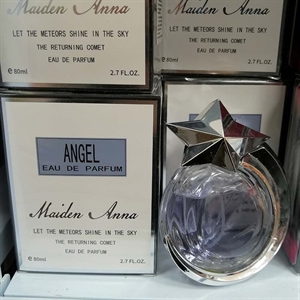 Maiden Anna
LET THE METEORS SHINE IN THE SKY
THE RETURNING COMET
EAU DE PARFUM
℮ 80ml 2.7 FL.OZ.
Maiden Anna
LET THE METEORS SHINE IN THE SKY
THE RETURNING COMET
EAU DE PARFUM
℮ 80ml 2.7 FL.OZ.
ANGEL
EAU DE PARFUM
Maiden Anna
LET THE METEORS SHINE IN THE SKY
THE RETURNING COMET
EAU DE PARFUM
℮ 80ml 2.7 FL.OZ.